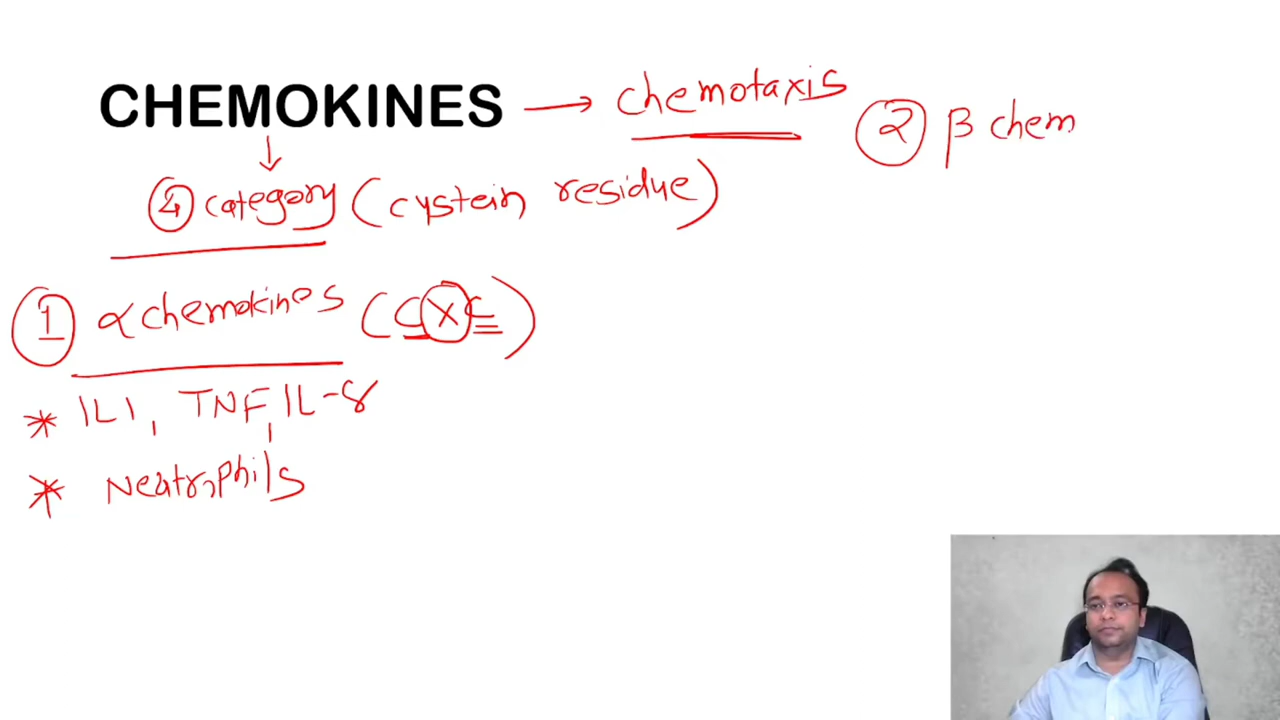 CHEMOKINES → chemotaxis
↓
④ category (cystein residue)
① α chemokines (CXC)
* IL1, TNF, IL-8
* Neutrophils
② β chem